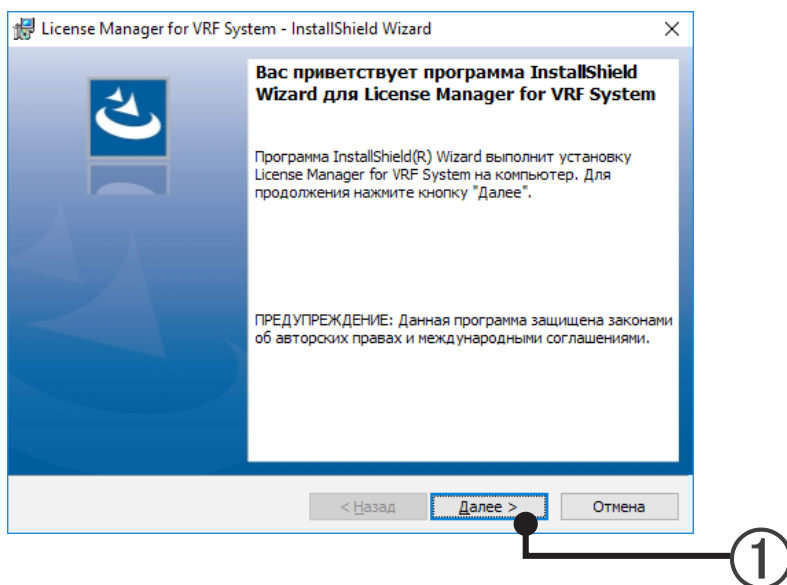 License Manager for VRF System - InstallShield Wizard
Вас приветствует программа InstallShield
Wizard для License Manager for VRF System
Программа InstallShield(R) Wizard выполнит установку
License Manager for VRF System на компьютер. Для
продолжения нажмите кнопку "Далее".
ПРЕДУПРЕЖДЕНИЕ: Данная программа защищена законами
об авторских правах и международными соглашениями.
< Назад Далее > Отмена
1